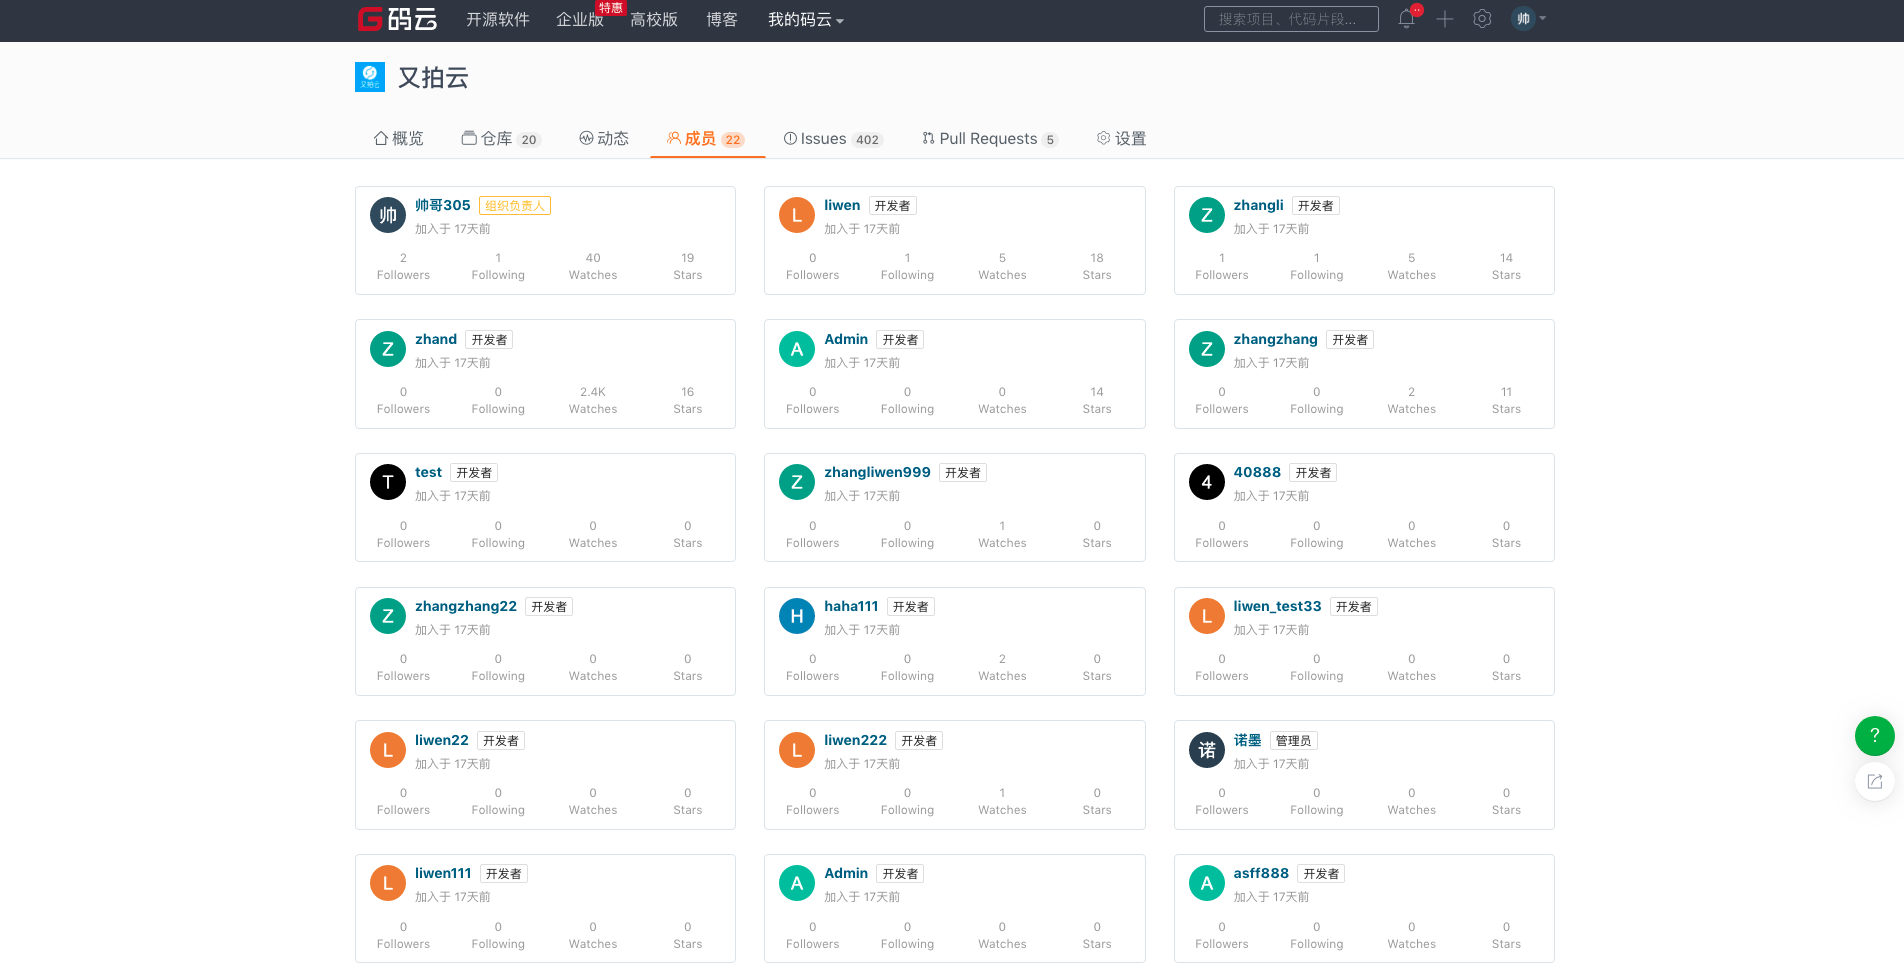 码云 开源软件 企业版 特惠 高校版 博客 我的码云 搜索项目、代码片段... 帅
又拍云 又拍云
概览 仓库 20 动态 成员 22 Issues 402 Pull Requests 5 设置
帅 帅哥305 组织负责人
加入于 17天前
2 1 40 19
Followers Following Watches Stars
L liwen 开发者
加入于 17天前
0 1 5 18
Followers Following Watches Stars
Z zhangli 开发者
加入于 17天前
1 1 5 14
Followers Following Watches Stars
Z zhand 开发者
加入于 17天前
0 0 2.4K 16
Followers Following Watches Stars
A Admin 开发者
加入于 17天前
0 0 0 14
Followers Following Watches Stars
Z zhangzhang 开发者
加入于 17天前
0 0 2 11
Followers Following Watches Stars
T test 开发者
加入于 17天前
0 0 0 0
Followers Following Watches Stars
Z zhangliwen999 开发者
加入于 17天前
0 0 1 0
Followers Following Watches Stars
4 40888 开发者
加入于 17天前
0 0 0 0
Followers Following Watches Stars
Z zhangzhang22 开发者
加入于 17天前
0 0 0 0
Followers Following Watches Stars
H haha111 开发者
加入于 17天前
0 0 2 0
Followers Following Watches Stars
L liwen_test33 开发者
加入于 17天前
0 0 0 0
Followers Following Watches Stars
L liwen22 开发者
加入于 17天前
0 0 0 0
Followers Following Watches Stars
L liwen222 开发者
加入于 17天前
0 0 1 0
Followers Following Watches Stars
诺 诺墨 管理员
加入于 17天前
0 0 0 0
Followers Following Watches Stars
?
L liwen111 开发者
加入于 17天前
0 0 0 0
Followers Following Watches Stars
A Admin 开发者
加入于 17天前
0 0 0 0
Followers Following Watches Stars
A asff888 开发者
加入于 17天前
0 0 0 0
Followers Following Watches Stars